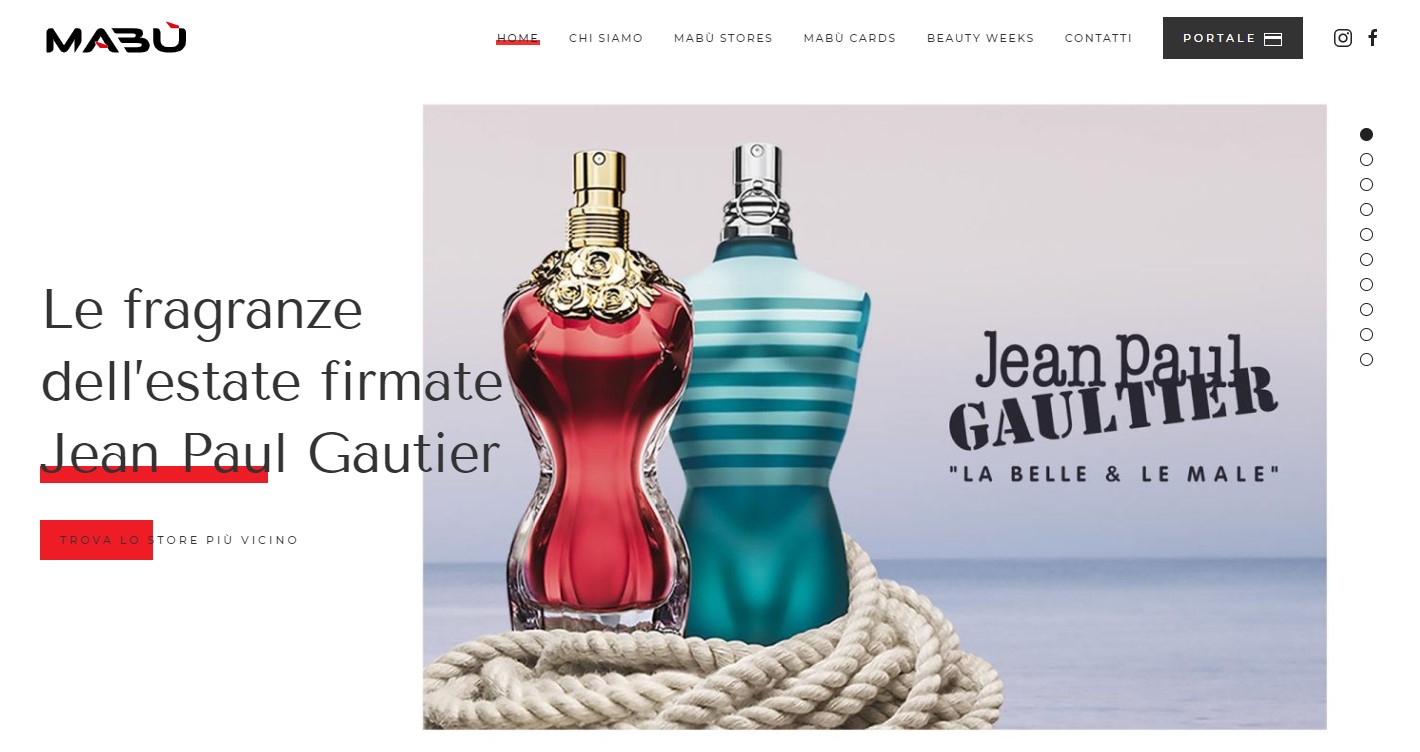 MABÙ
HOME
CHI SIAMO
MABÙ STORES
MABÙ CARDS
BEAUTY WEEKS
CONTATTI
PORTALE
Le fragranze
dell'estate firmate
Jean Paul Gautier
TROVA LO STORE PIÙ VICINO
Jean Paul
GAULTIER
"LA BELLE & LE MALE"